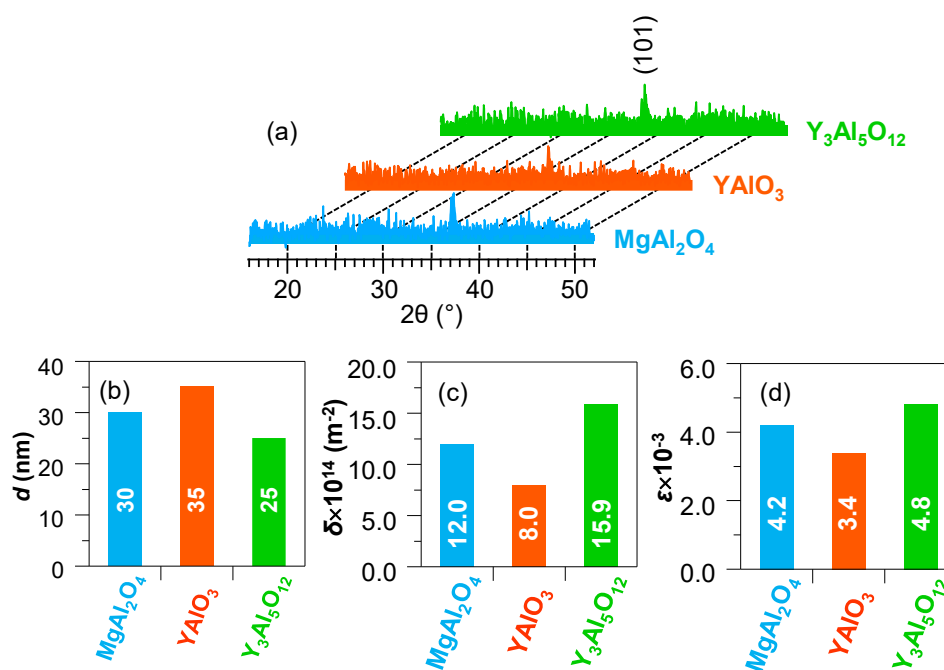 (101)
(a)
Y₃Al₅O₁₂
YAlO₃
MgAl₂O₄
20 30 40 50
2θ (°)
40
30
20
10
0
d (nm)
(b)
30 35 25
MgAl₂O₄ YAlO₃ Y₃Al₅O₁₂
20.0
15.0
10.0
5.0
0.0
δ×10¹⁴ (m⁻²)
(c)
12.0 8.0 15.9
MgAl₂O₄ YAlO₃ Y₃Al₅O₁₂
6.0
4.0
2.0
0.0
ε×10⁻³
(d)
4.2 3.4 4.8
MgAl₂O₄ YAlO₃ Y₃Al₅O₁₂